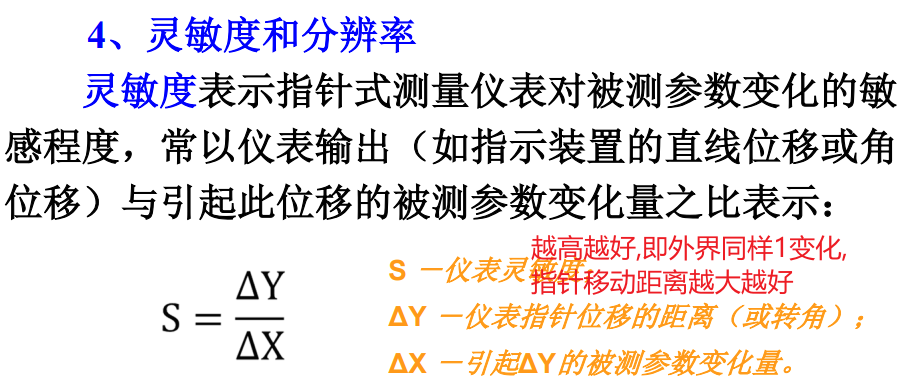 4、灵敏度和分辨率
灵敏度表示指针式测量仪表对被测参数变化的敏
感程度，常以仪表输出（如指示装置的直线位移或角
位移）与引起此位移的被测参数变化量之比表示：
越高越好,即外界同样1变化,
指针移动距离越大越好
S = ΔY/ΔX
S －仪表灵敏度
ΔY －仪表指针位移的距离（或转角）；
ΔX －引起ΔY的被测参数变化量。